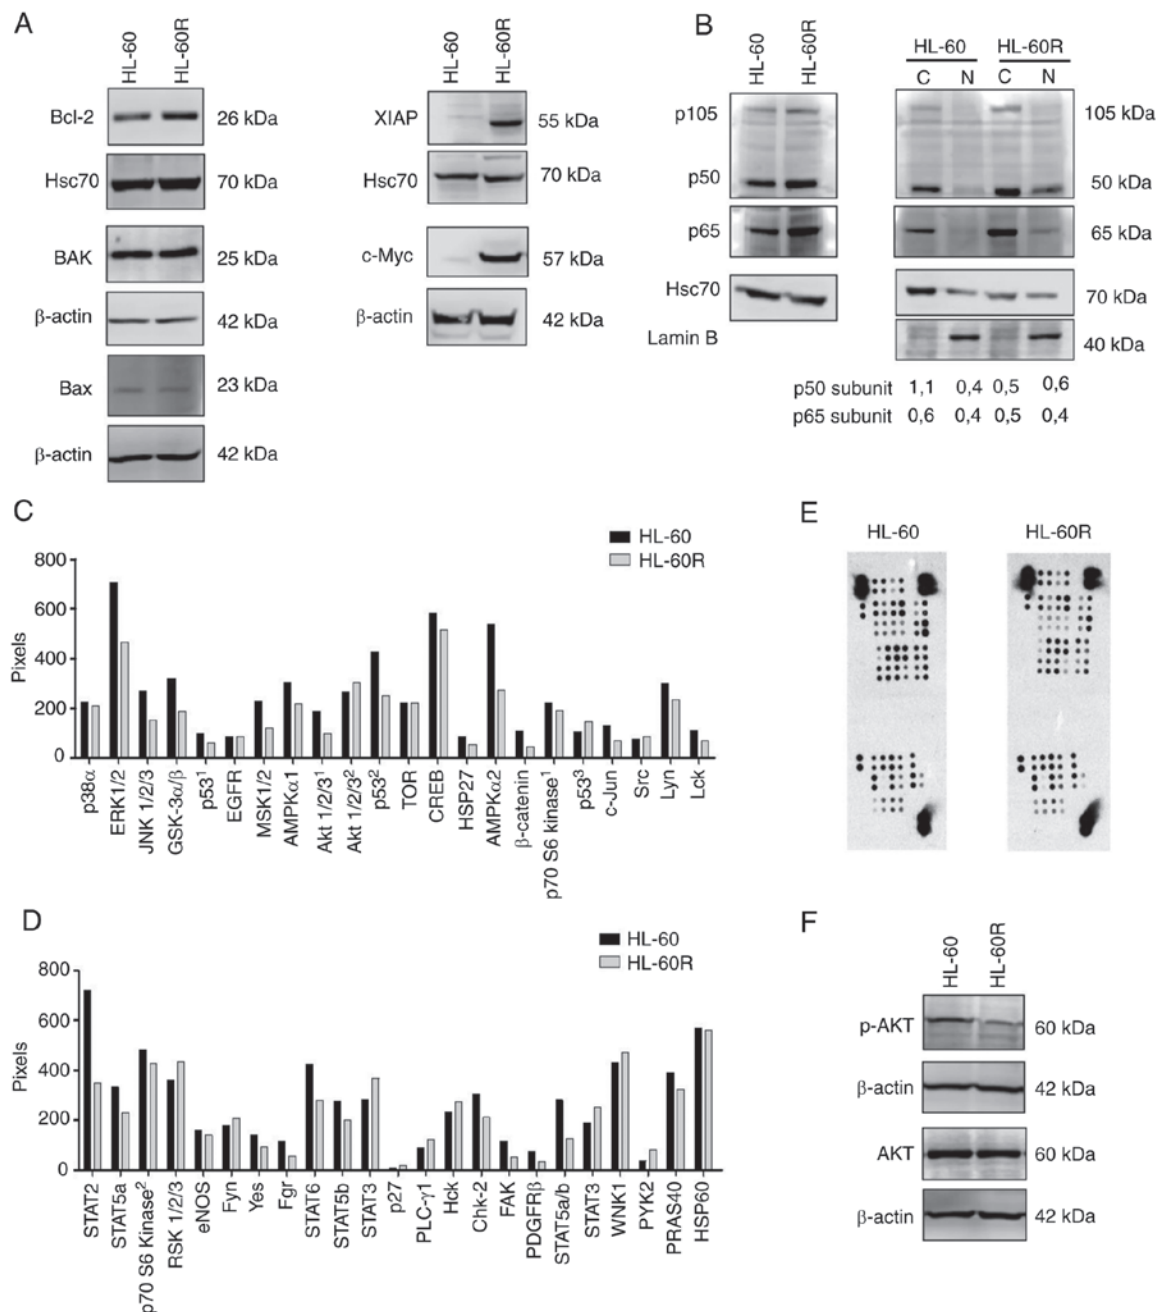 A
HL-60
HL-60R
Bcl-2
26 kDa
Hsc70
70 kDa
BAK
25 kDa
β-actin
42 kDa
Bax
23 kDa
β-actin
42 kDa
HL-60
HL-60R
XIAP
55 kDa
Hsc70
70 kDa
c-Myc
57 kDa
β-actin
42 kDa
B
HL-60
HL-60R
p105
p50
p65
Hsc70
Lamin B
HL-60 HL-60R
C N C N
105 kDa
50 kDa
65 kDa
70 kDa
40 kDa
p50 subunit 1,1 0,4 0,5 0,6
p65 subunit 0,6 0,4 0,5 0,4
C
HL-60
HL-60R
Pixels
800
600
400
200
0
p38α
ERK1/2
JNK 1/2/3
GSK-3α/β
p53¹
EGFR
MSK1/2
AMPKα1
Akt 1/2/3¹
Akt 1/2/3²
p53²
TOR
CREB
HSP27
AMPKα2
β-catenin
p70 S6 kinase¹
p53³
c-Jun
Src
Lyn
Lck
D
HL-60
HL-60R
Pixels
800
600
400
200
0
STAT2
STAT5a
p70 S6 Kinase²
RSK 1/2/3
eNOS
Fyn
Yes
Fgr
STAT6
STAT5b
STAT3
p27
PLC-γ1
Hck
Chk-2
FAK
PDGFRβ
STAT5a/b
STAT3
WNK1
PYK2
PRAS40
HSP60
E
HL-60 HL-60R
F
HL-60
HL-60R
p-AKT
60 kDa
β-actin
42 kDa
AKT
60 kDa
β-actin
42 kDa